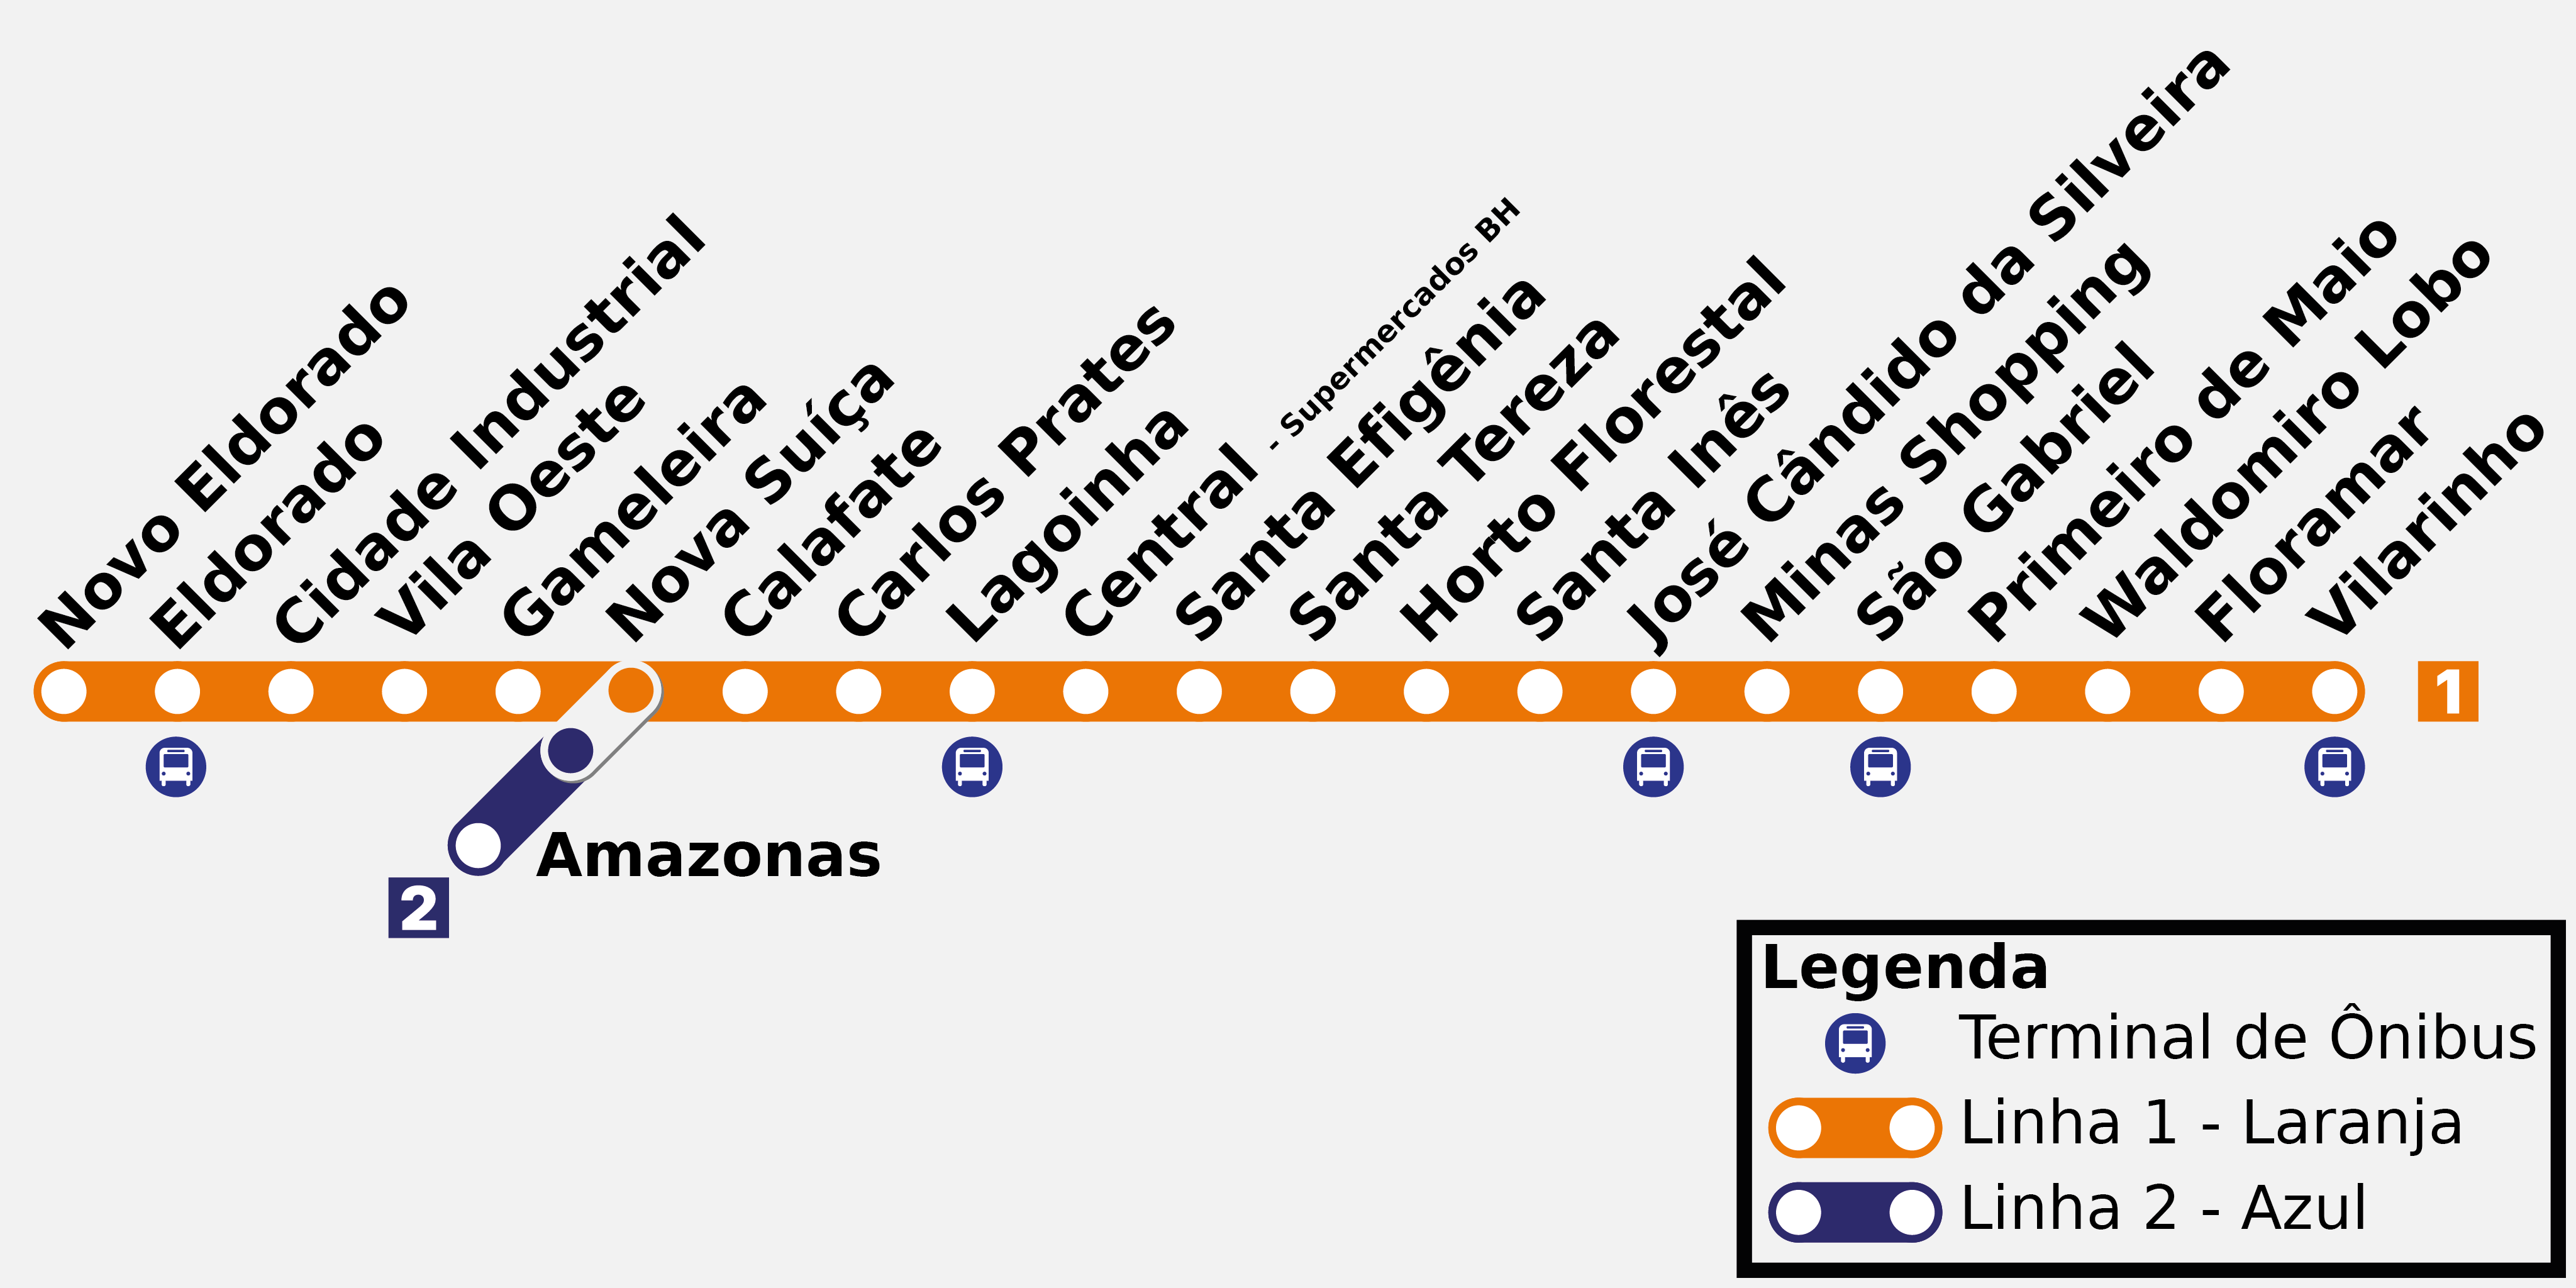 Novo Eldorado
Eldorado
Cidade Industrial
Vila Oeste
Gameleira
Nova Suíça
Calafate
Carlos Prates
Lagoinha
Central - Supermercados BH
Santa Efigênia
Santa Tereza
Horto Florestal
Santa Inês
José Cândido da Silveira
Minas Shopping
São Gabriel
Primeiro de Maio
Waldomiro Lobo
Floramar
Vilarinho
1
Amazonas
2
Legenda
Terminal de Ônibus
Linha 1 - Laranja
Linha 2 - Azul